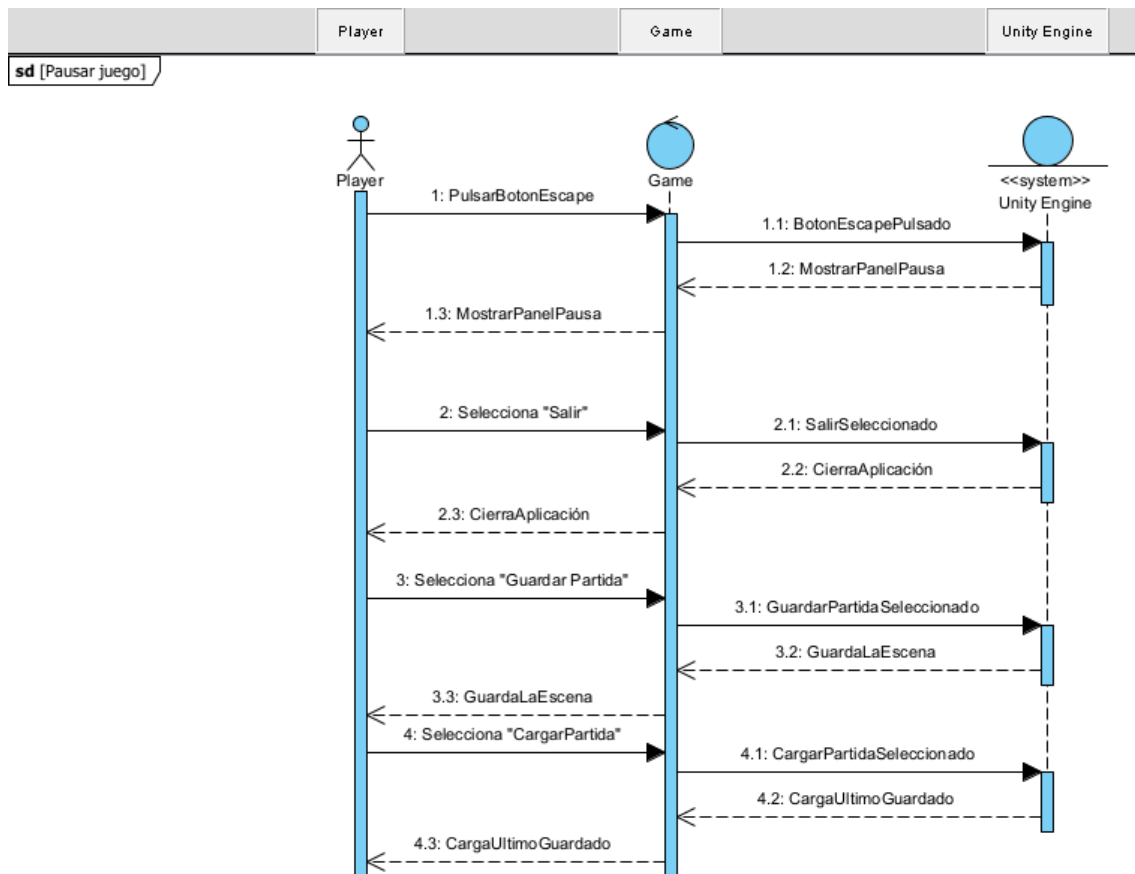 Player
Game
Unity Engine
sd [Pausar juego]
Player
Game
<<system>>
Unity Engine
1: PulsarBotonEscape
1.1: BotonEscapePulsado
1.2: MostrarPanelPausa
1.3: MostrarPanelPausa
2: Selecciona "Salir"
2.1: SalirSeleccionado
2.2: CierraAplicación
2.3: CierraAplicación
3: Selecciona "Guardar Partida"
3.1: GuardarPartidaSeleccionado
3.2: GuardaLaEscena
3.3: GuardaLaEscena
4: Selecciona "CargarPartida"
4.1: CargarPartidaSeleccionado
4.2: CargaUltimoGuardado
4.3: CargaUltimoGuardado